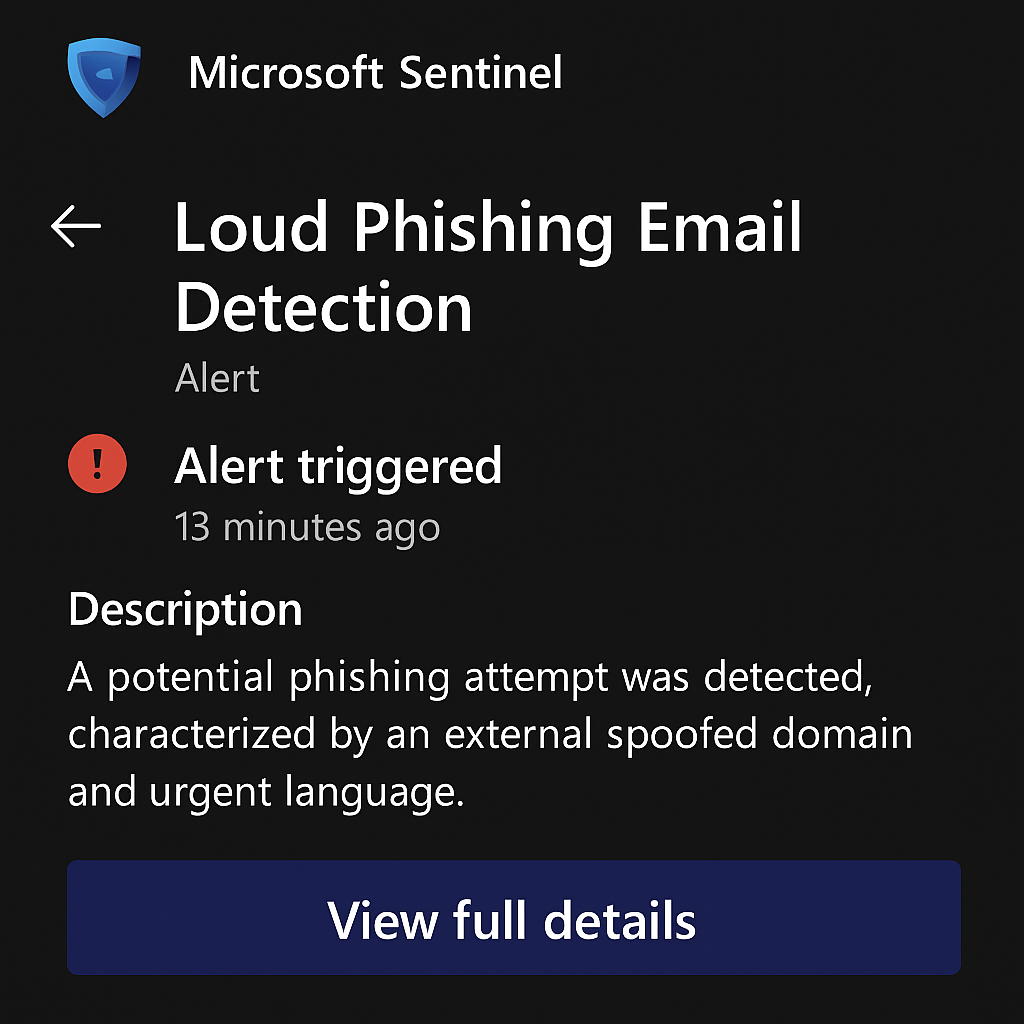 Microsoft Sentinel
Loud Phishing Email
Detection
Alert
Alert triggered
13 minutes ago
Description
A potential phishing attempt was detected,
characterized by an external spoofed domain
and urgent language.
View full details